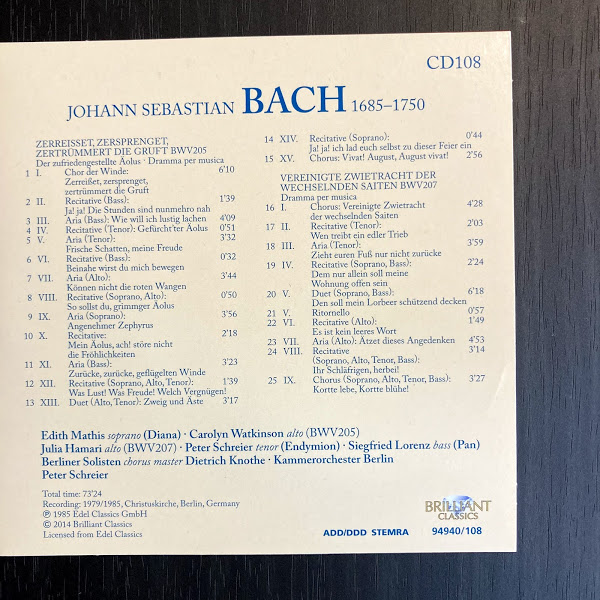 CD108
JOHANN SEBASTIAN BACH 1685–1750
ZERREISSET, ZERSPRENGET,
ZERTRÜMMERT DIE GRUFT BWV205
Der zufriedengestellte Äolus · Dramma per musica
1 I. Chor der Winde: 6'10
Zerreißet, zersprenget,
zertrümmert die Gruft
2 II. Recitative (Bass): 1'39
Ja! ja! Die Stunden sind nunmehro nah
3 III. Aria (Bass): Wie will ich lustig lachen 4'09
4 IV. Recitative (Tenor): Gefürcht'ter Äolus 0'51
5 V. Aria (Tenor): 3'32
Frische Schatten, meine Freude
6 VI. Recitative (Bass): 0'32
Beinahe wirst du mich bewegen
7 VII. Aria (Alto): 3'44
Können nicht die roten Wangen
8 VIII. Recitative (Soprano, Alto): 0'50
So sollst du, grimmger Äolus
9 IX. Aria (Soprano): 3'56
Angenehmer Zephyrus
10 X. Recitative: 2'18
Mein Äolus, ach! störe nicht
die Fröhlichkeiten
11 XI. Aria (Bass): 3'23
Zurücke, zurücke, geflügelten Winde
12 XII. Recitative (Soprano, Alto, Tenor): 1'39
Was Lust! Was Freude! Welch Vergnügen!
13 XIII. Duet (Alto, Tenor): Zweig und Äste 3'17
14 XIV. Recitative (Soprano): 0'44
Ja! ja! ich lad euch selbst zu dieser Feier ein
15 XV. Chorus: Vivat! August, August vivat! 2'56
VEREINIGTE ZWIETRACHT DER
WECHSELNDEN SAITEN BWV207
Dramma per musica
16 I. Chorus: Vereinigte Zwietracht 4'28
der wechselnden Saiten
17 II. Recitative (Tenor): 2'03
Wen treibt ein edler Trieb
18 III. Aria (Tenor): 3'59
Zieht euren Fuß nur nicht zurücke
19 IV. Recitative (Soprano, Bass): 2'24
Dem nur allein soll meine
Wohnung offen sein
20 V. Duet (Soprano, Bass): 6'18
Den soll mein Lorbeer schützend decken
21 V. Ritornello 0'57
22 VI. Recitative (Alto): 1'49
Es ist kein leeres Wort
23 VII. Aria (Alto): Ätzet dieses Angedenken 4'53
24 VIII. Recitative 3'14
(Soprano, Alto, Tenor, Bass):
Ihr Schläfrigen, herbei!
25 IX. Chorus (Soprano, Alto, Tenor, Bass): 3'27
Kortte lebe, Kortte blühe!
Edith Mathis soprano (Diana) · Carolyn Watkinson alto (BWV205)
Julia Hamari alto (BWV207) · Peter Schreier tenor (Endymion) · Siegfried Lorenz bass (Pan)
Berliner Solisten chorus master Dietrich Knothe · Kammerorchester Berlin
Peter Schreier
Total time: 73'24
Recording: 1979/1985, Christuskirche, Berlin, Germany
℗ 1985 Edel Classics GmbH
© 2014 Brilliant Classics
Licensed from Edel Classics
BRILLIANT
CLASSICS
ADD/DDD STEMRA 94940/108